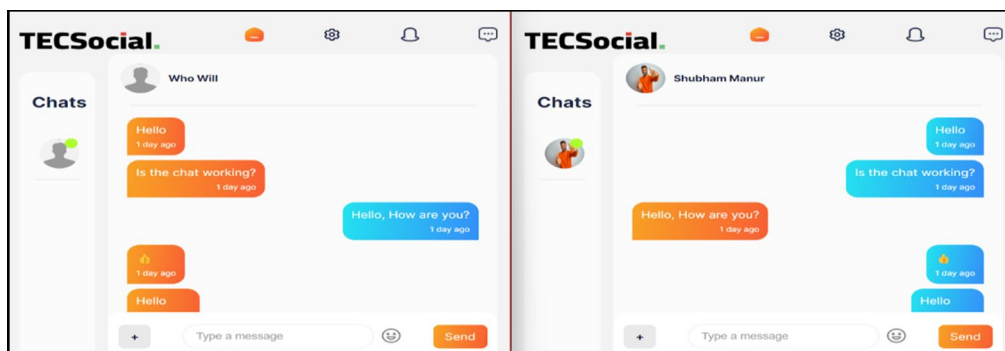 TECSocial.
Who Will
Chats
Hello
1 day ago
Is the chat working?
1 day ago
Hello, How are you?
1 day ago
👍
1 day ago
Hello
+
Type a message
Send
TECSocial.
Shubham Manur
Chats
Hello
1 day ago
Is the chat working?
1 day ago
Hello, How are you?
1 day ago
👍
1 day ago
Hello
+
Type a message
Send